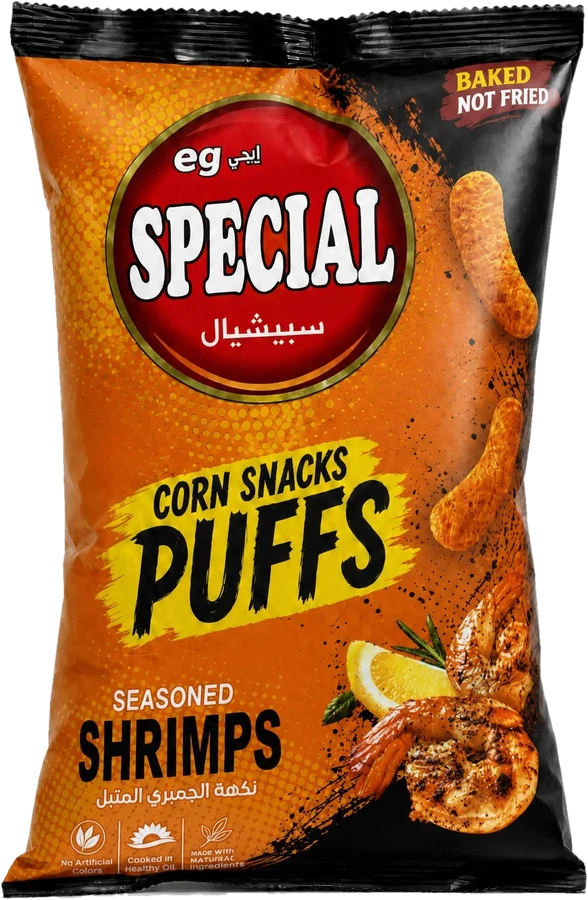 BAKED
NOT FRIED
eg إيجي
SPECIAL
سبيشيال
CORN SNACKS
PUFFS
SEASONED
SHRIMPS
نكهة الجمبري المتبل
No Artificial
Colors
Cooked in
Healthy Oil
MADE WITH
NATURAL
Ingredients